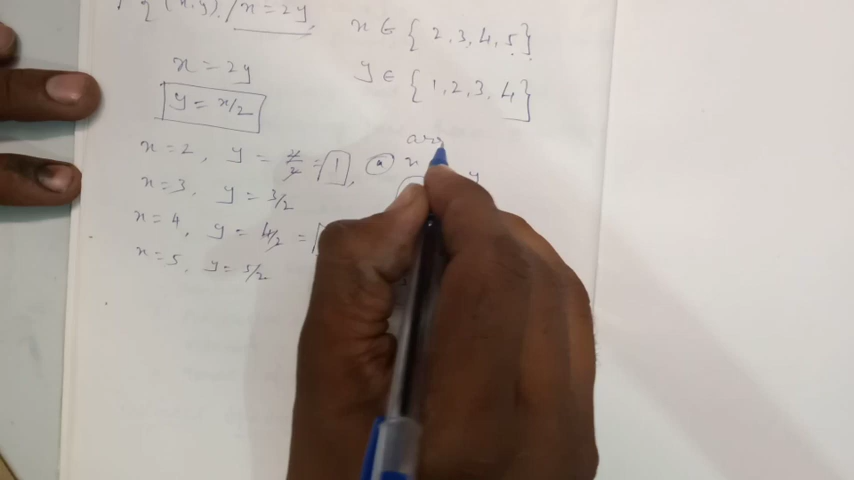 {(x,y) / x = 2y,
x ∈ { 2, 3, 4, 5 }
x = 2y
y ∈ { 1, 2, 3, 4 }
y = x/2
arr
x = 2, y = 2/2 = 1, (a) x y
x = 3, y = 3/2
x = 4, y = 4/2 =
x = 5, y = 5/2